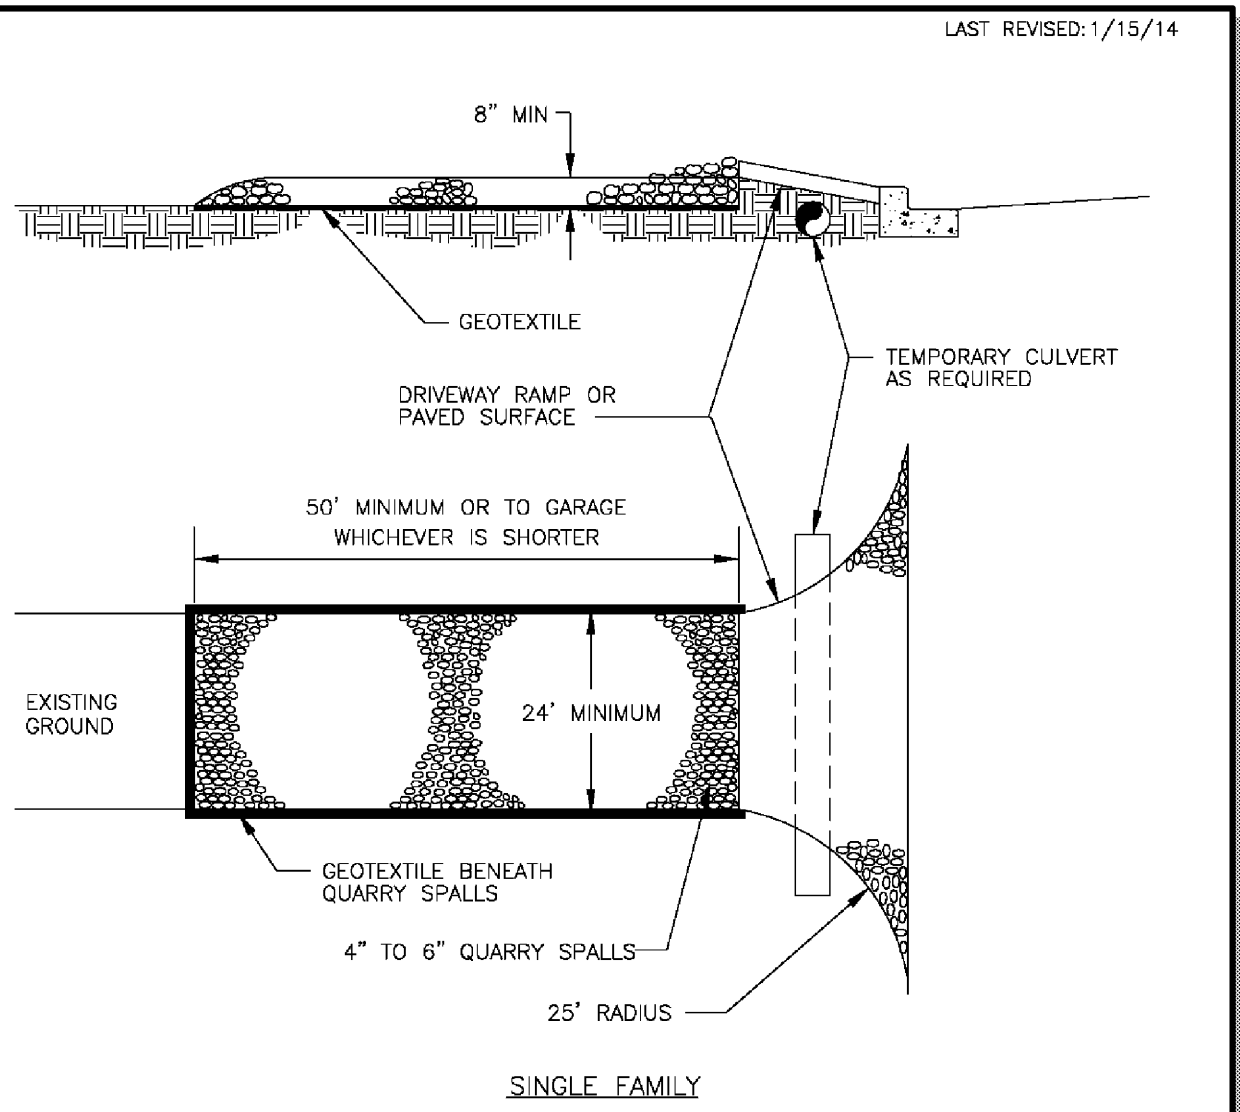 LAST REVISED: 1/15/14
8" MIN
GEOTEXTILE
TEMPORARY CULVERT
AS REQUIRED
DRIVEWAY RAMP OR
PAVED SURFACE
50' MINIMUM OR TO GARAGE
WHICHEVER IS SHORTER
EXISTING
GROUND
24' MINIMUM
GEOTEXTILE BENEATH
QUARRY SPALLS
4" TO 6" QUARRY SPALLS
25' RADIUS
SINGLE FAMILY